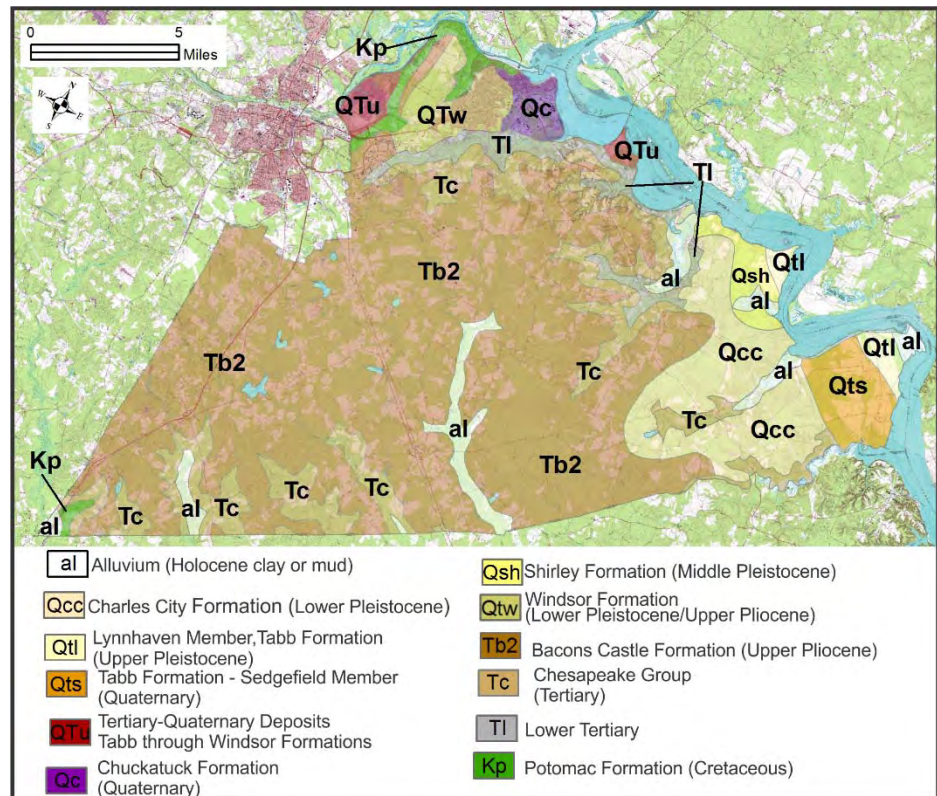 0 5
Miles
N
W
E
S
Kp
QTu
QTw
Qc
Tl
QTu
Tl
Tc
Tb2
al
Qsh
Qtl
al
Tb2
Qcc
Qtl
al
Tc
al
Qts
al
Tc
Qcc
Kp
Tb2
Tc
Tc
al
Tc
Tc
al
al Alluvium (Holocene clay or mud)
Qcc Charles City Formation (Lower Pleistocene)
Qtl Lynnhaven Member,Tabb Formation
(Upper Pleistocene)
Qts Tabb Formation - Sedgefield Member
(Quaternary)
QTu Tertiary-Quaternary Deposits
Tabb through Windsor Formations
Qc Chuckatuck Formation
(Quaternary)
Qsh Shirley Formation (Middle Pleistocene)
Qtw Windsor Formation
(Lower Pleistocene/Upper Pliocene)
Tb2 Bacons Castle Formation (Upper Pliocene)
Tc Chesapeake Group
(Tertiary)
Tl Lower Tertiary
Kp Potomac Formation (Cretaceous)